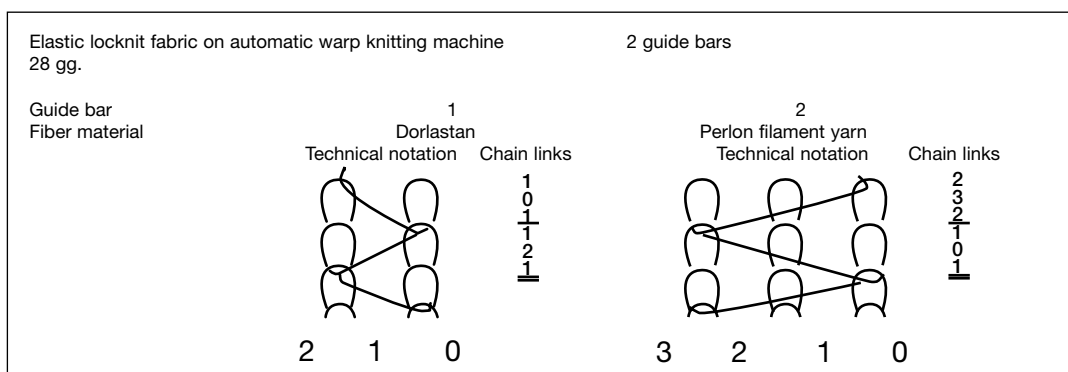 Elastic locknit fabric on automatic warp knitting machine 2 guide bars
28 gg.
Guide bar 1 2
Fiber material Dorlastan Perlon filament yarn
Technical notation Chain links Technical notation Chain links
1 2
0 3
1 2
1 1
2 0
1 1
2 1 0 3 2 1 0